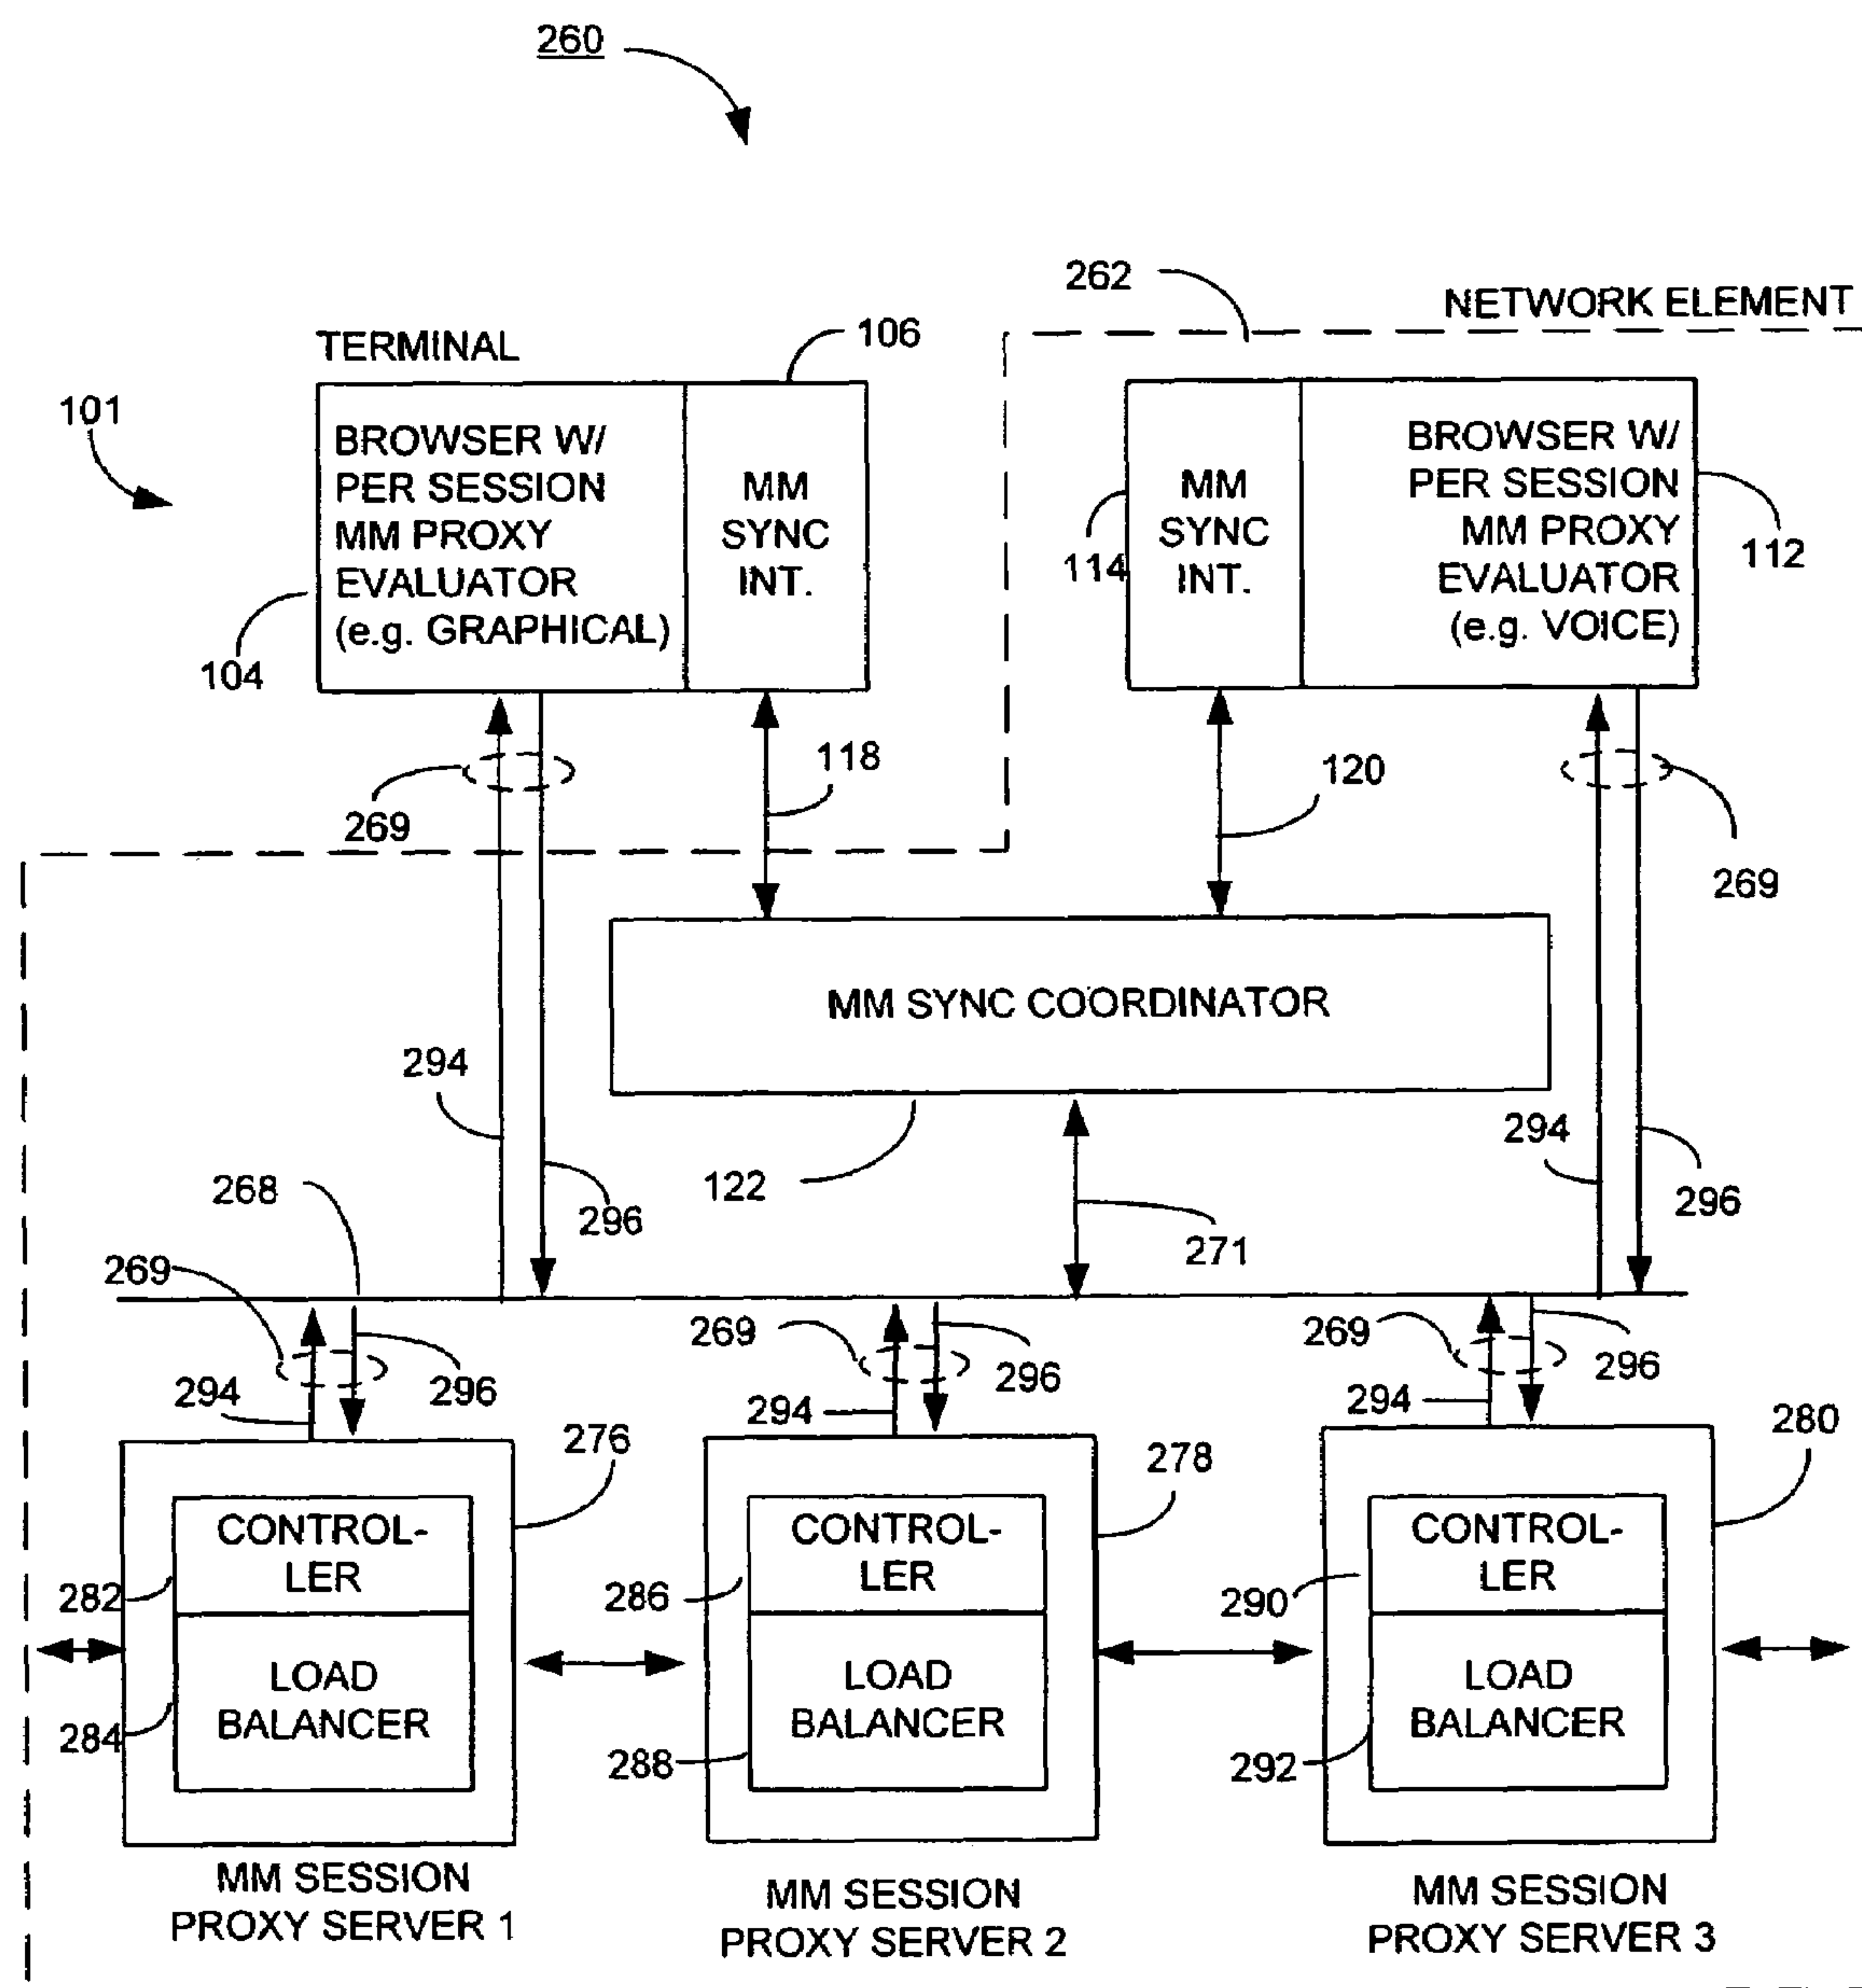 260
262
NETWORK ELEMENT
TERMINAL
106
101
BROWSER W/
PER SESSION
MM PROXY
EVALUATOR
(e.g. GRAPHICAL)
MM
SYNC
INT.
104
MM
SYNC
INT.
114
BROWSER W/
PER SESSION
MM PROXY
EVALUATOR
(e.g. VOICE)
112
269
118
120
269
MM SYNC COORDINATOR
294
296
122
271
294
296
268
269
294
296
269
294
296
269
294
296
276
278
280
CONTROL-
LER
282
LOAD
BALANCER
284
CONTROL-
LER
286
LOAD
BALANCER
288
CONTROL-
LER
290
LOAD
BALANCER
292
MM SESSION
PROXY SERVER 1
MM SESSION
PROXY SERVER 2
MM SESSION
PROXY SERVER 3